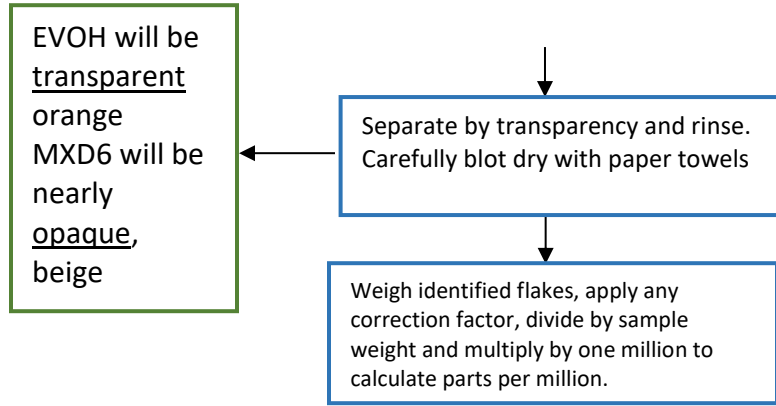 EVOH will be
transparent
orange
MXD6 will be
nearly
opaque,
beige
Separate by transparency and rinse.
Carefully blot dry with paper towels
Weigh identified flakes, apply any
correction factor, divide by sample
weight and multiply by one million to
calculate parts per million.